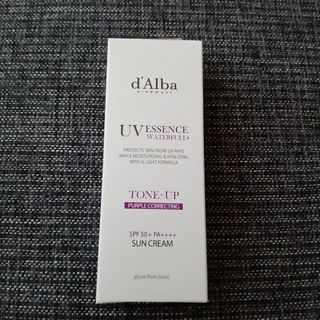 d'Alba
piedmont
UV ESSENCE
WATERFULL+
PROTECTS SKIN FROM UV RAYS
WHILE MOISTURIZING & VITALIZING
WITH A LIGHT FORMULA
TONE-UP
PURPLE CORRECTING
SPF 50+ PA++++
SUN CREAM
allure from basic